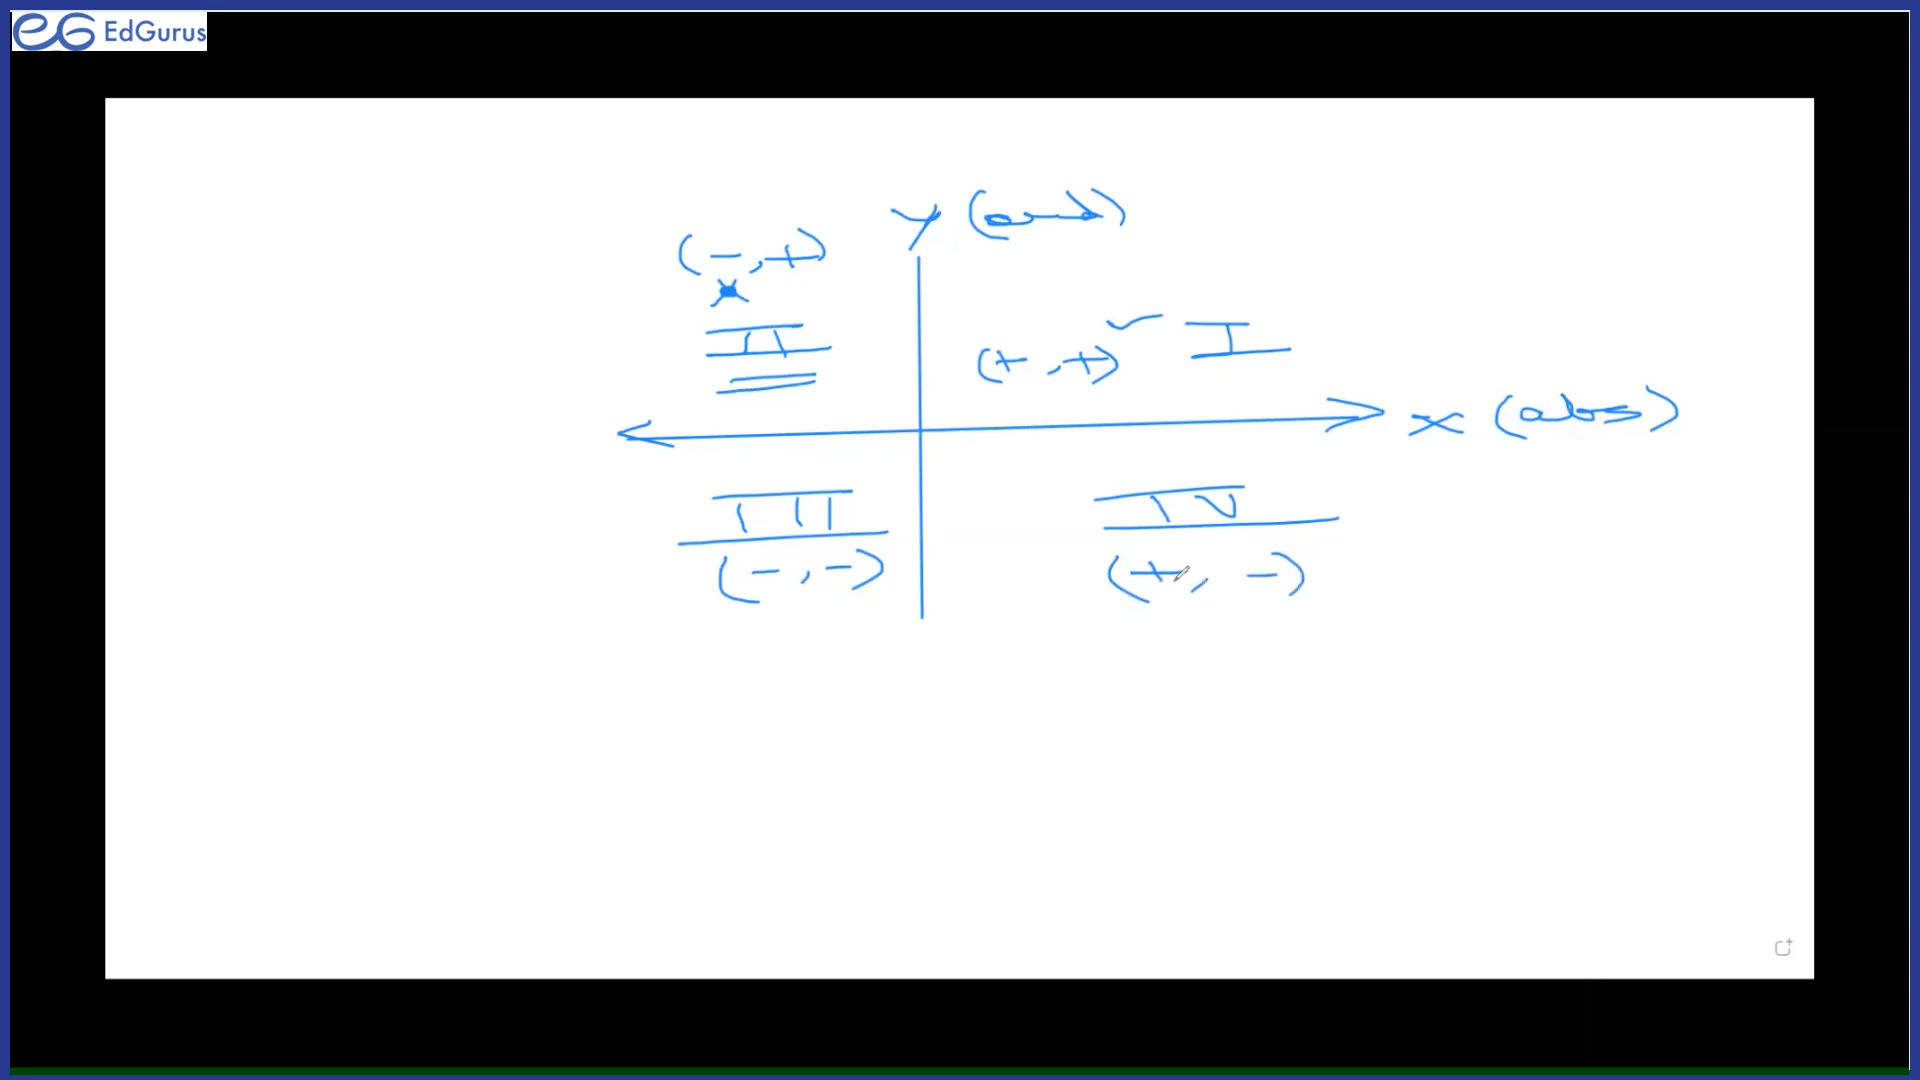 EdGurus
Y (ord)
(-, +)
II
(+, +) ✓ I
X (abs)
III
IV
(-, -)
(+, -)